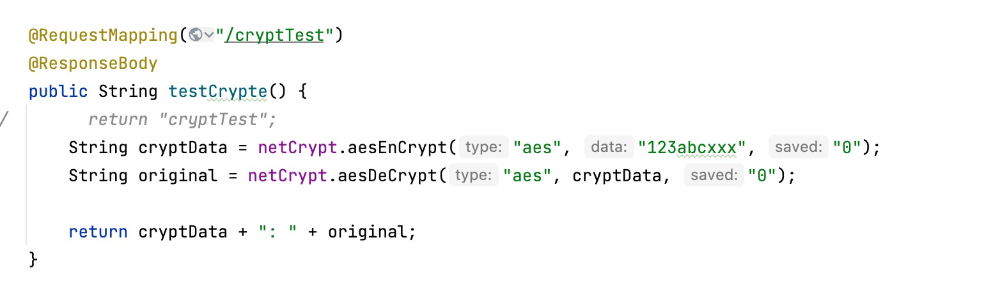 @RequestMapping("/cryptTest")
@ResponseBody
public String testCrypte() {
/ return "cryptTest";
String cryptData = netCrypt.aesEnCrypt( type: "aes", data: "123abcxxx", saved: "0");
String original = netCrypt.aesDeCrypt( type: "aes", cryptData, saved: "0");
return cryptData + ": " + original;
}